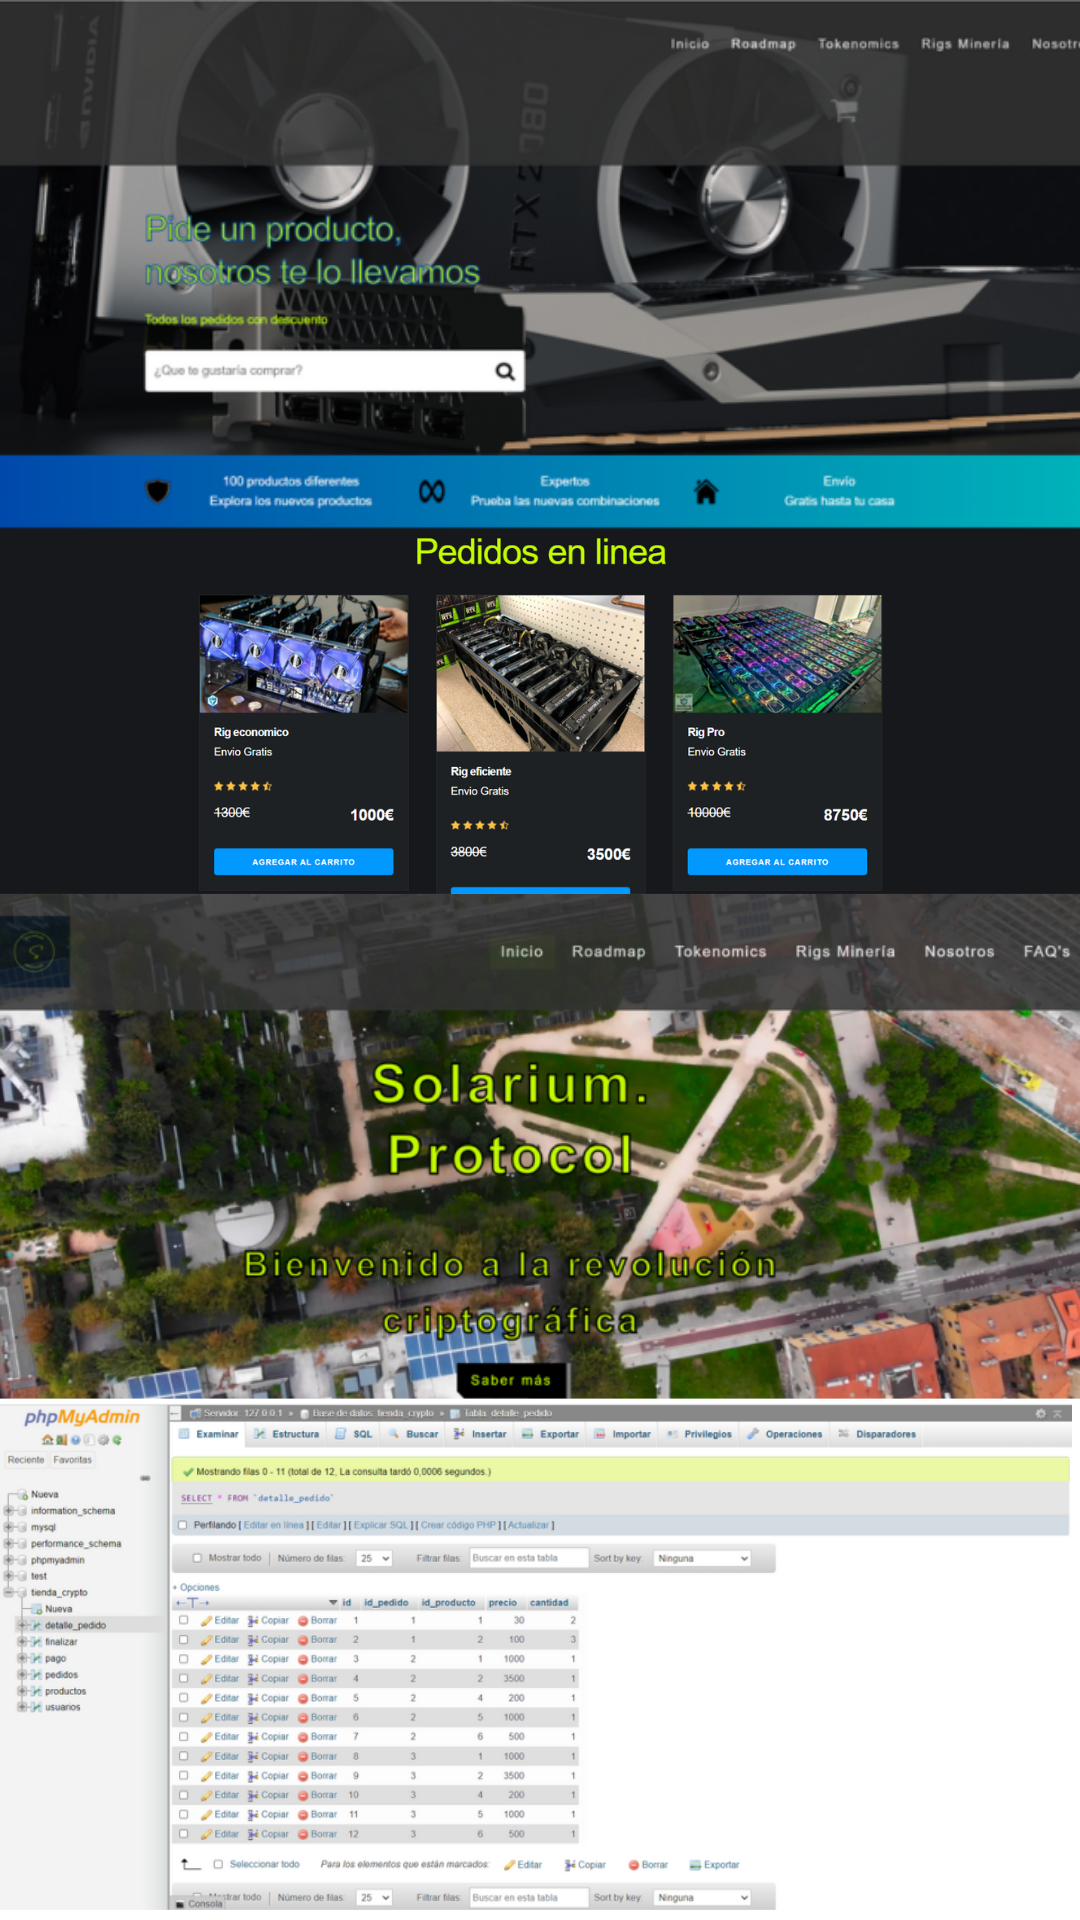 Inicio Roadmap Tokenomics Rigs Minería Nosotr
NVIDIA
RTX 2080
Pide un producto,
nosotros te lo llevamos
Todos los pedidos con descuento
¿Que te gustaría comprar?
100 productos diferentes
Explora los nuevos productos
Expertos
Prueba las nuevas combinaciones
Envío
Gratis hasta tu casa
Pedidos en linea
Rig economico
Envio Gratis
1300€ 1000€
AGREGAR AL CARRITO
Rig eficiente
Envio Gratis
3800€ 3500€
Rig Pro
Envio Gratis
10000€ 8750€
AGREGAR AL CARRITO
Inicio Roadmap Tokenomics Rigs Minería Nosotros FAQ's
Solarium.
Protocol
Bienvenido a la revolución
criptográfica
Saber más
phpMyAdmin
Reciente Favoritas
Nueva
information_schema
mysql
performance_schema
phpmyadmin
test
tienda_crypto
Nueva
detalle_pedido
finalizar
pago
pedidos
productos
usuarios
Servidor: 127.0.0.1 » Base de datos: tienda_crypto » Tabla: detalle_pedido
Examinar Estructura SQL Buscar Insertar Exportar Importar Privilegios Operaciones Disparadores
Mostrando filas 0 - 11 (total de 12, La consulta tardó 0,0006 segundos.)
SELECT * FROM `detalle_pedido`
Perfilando [ Editar en línea ] [ Editar ] [ Explicar SQL ] [ Crear código PHP ] [ Actualizar ]
Mostrar todo | Número de filas: 25 Filtrar filas: Buscar en esta tabla Sort by key: Ninguna
+ Opciones
←T→ id id_pedido id_producto precio cantidad
Editar Copiar Borrar 1 1 1 30 2
Editar Copiar Borrar 2 1 2 100 3
Editar Copiar Borrar 3 2 1 1000 1
Editar Copiar Borrar 4 2 2 3500 1
Editar Copiar Borrar 5 2 4 200 1
Editar Copiar Borrar 6 2 5 1000 1
Editar Copiar Borrar 7 2 6 500 1
Editar Copiar Borrar 8 3 1 1000 1
Editar Copiar Borrar 9 3 2 3500 1
Editar Copiar Borrar 10 3 4 200 1
Editar Copiar Borrar 11 3 5 1000 1
Editar Copiar Borrar 12 3 6 500 1
Seleccionar todo Para los elementos que están marcados: Editar Copiar Borrar Exportar
Mostrar todo | Número de filas: 25 Filtrar filas: Buscar en esta tabla Sort by key: Ninguna
Consola